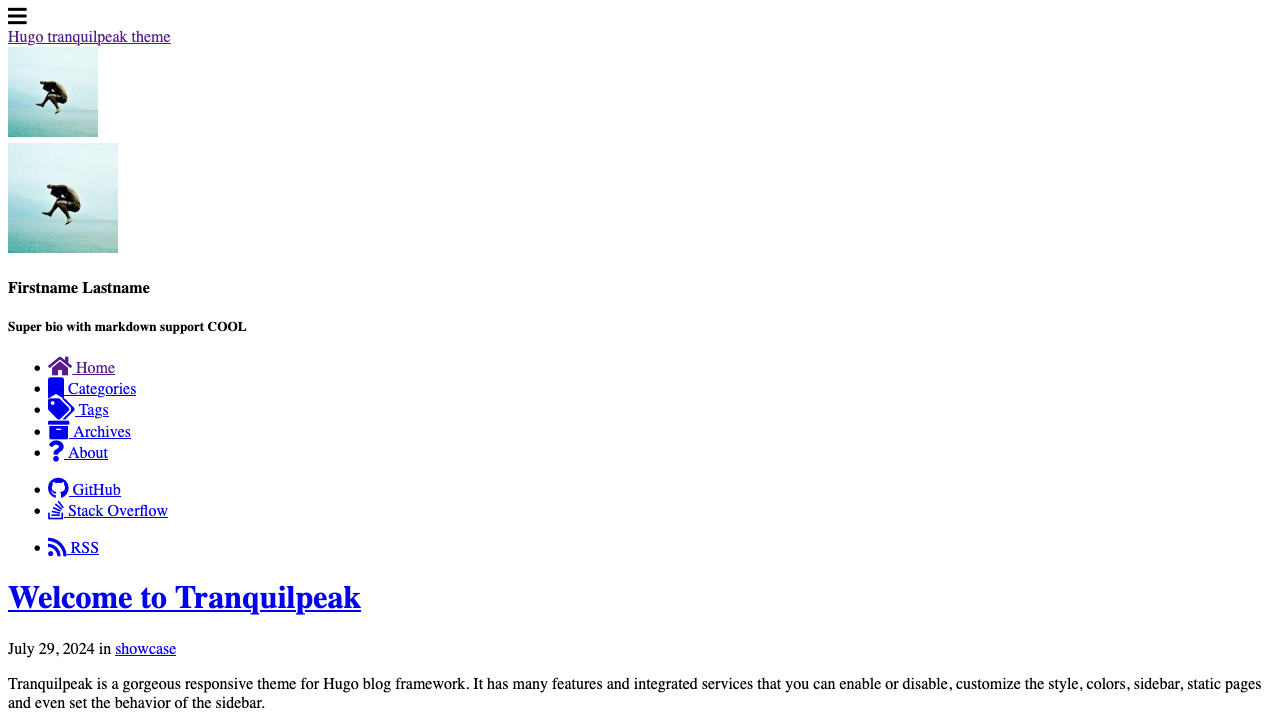 Hugo tranquilpeak theme
Firstname Lastname
Super bio with markdown support COOL
Home
Categories
Tags
Archives
About
GitHub
Stack Overflow
RSS
Welcome to Tranquilpeak
July 29, 2024 in showcase
Tranquilpeak is a gorgeous responsive theme for Hugo blog framework. It has many features and integrated services that you can enable or disable, customize the style, colors, sidebar, static pages
and even set the behavior of the sidebar.